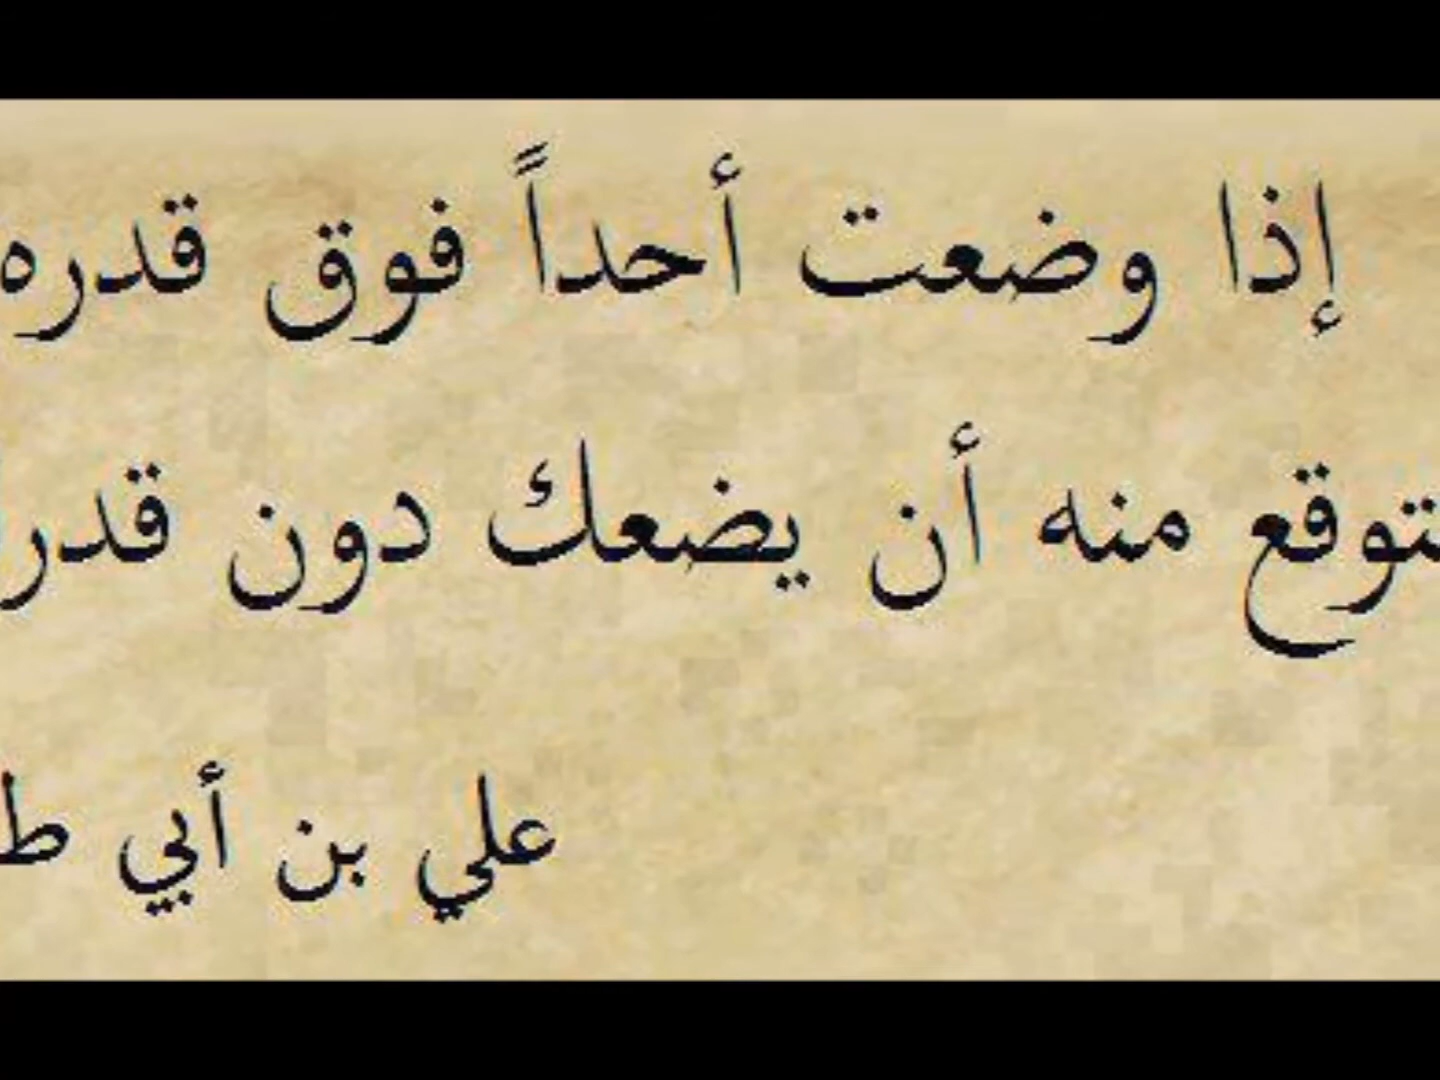 إذا وضعت أحداً فوق قدره
منه أن يضعك دون
علي بن أبي